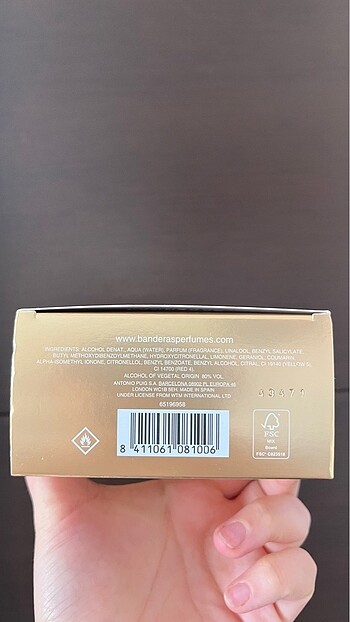 www.banderasperfumes.com
INGREDIENTS: ALCOHOL DENAT., AQUA (WATER), PARFUM (FRAGRANCE), LINALOOL, BENZYL SALICYLATE,
BUTYL METHOXYDIBENZOYLMETHANE, HYDROXYCITRONELLAL, LIMONENE, GERANIOL, COUMARIN,
ALPHA-ISOMETHYL IONONE, CITRONELLOL, BENZYL BENZOATE, BENZYL ALCOHOL, CITRAL, CI 19140 (YELLOW 5),
CI 14700 (RED 4).
ALCOHOL OF VEGETAL ORIGIN 80% VOL.
ANTONIO PUIG S.A. BARCELONA.08902 PL.EUROPA,46
LONDON WC1B 5EH. MADE IN SPAIN
UNDER LICENSE FROM WTM INTERNATIONAL LTD
65196958
8 411061 081006
FSC
MIX
Board